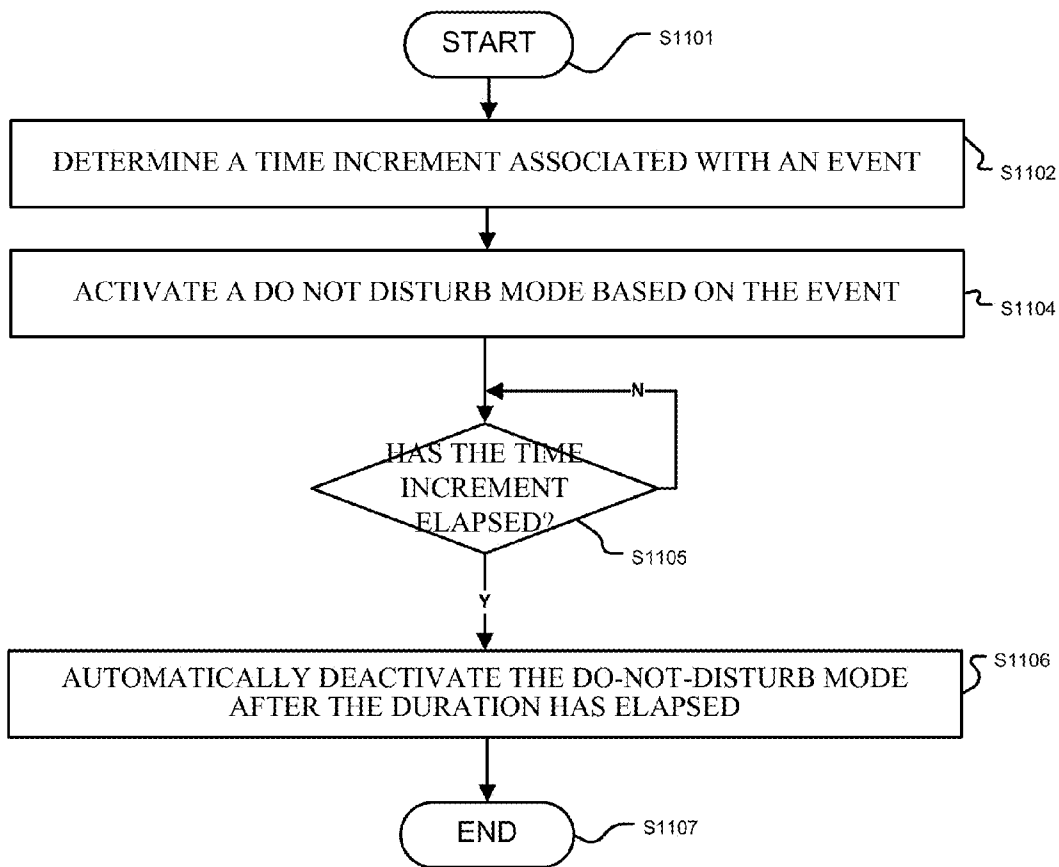 START
S1101
DETERMINE A TIME INCREMENT ASSOCIATED WITH AN EVENT
S1102
ACTIVATE A DO NOT DISTURB MODE BASED ON THE EVENT
S1104
N
HAS THE TIME
INCREMENT
ELAPSED?
S1105
Y
S1106
AUTOMATICALLY DEACTIVATE THE DO-NOT-DISTURB MODE
AFTER THE DURATION HAS ELAPSED
END
S1107